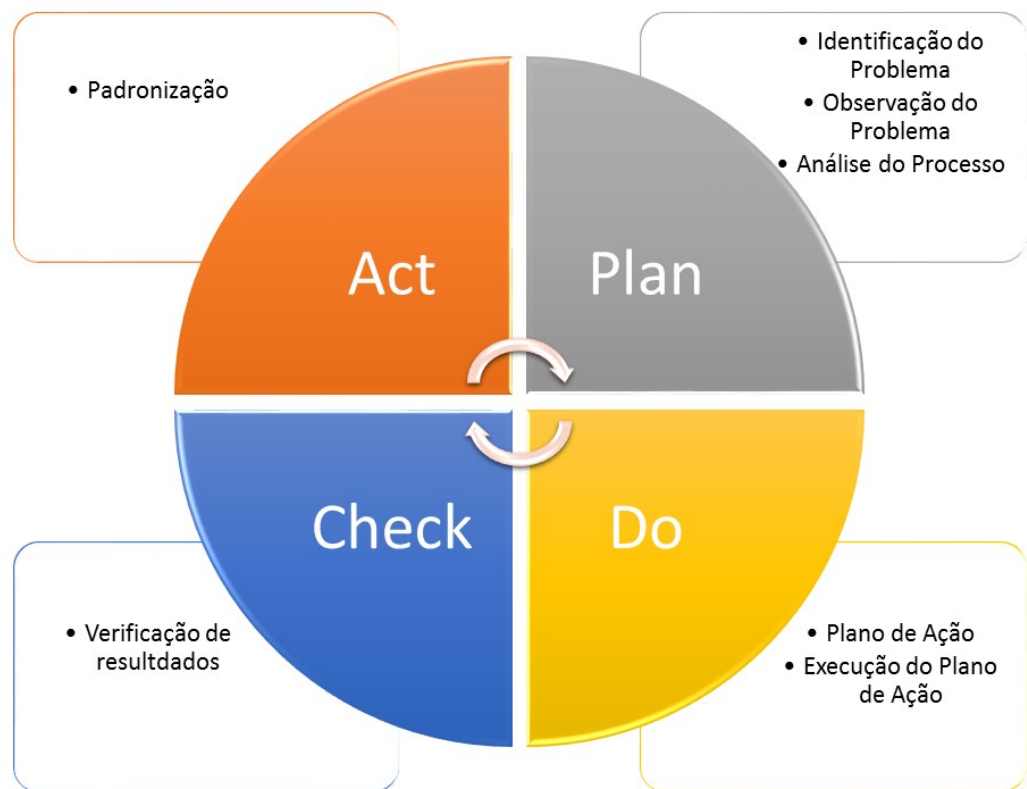 • Padronização
• Identificação do
Problema
• Observação do
Problema
• Análise do Processo
Act
Plan
Check
Do
• Verificação de
resultdados
• Plano de Ação
• Execução do Plano
de Ação